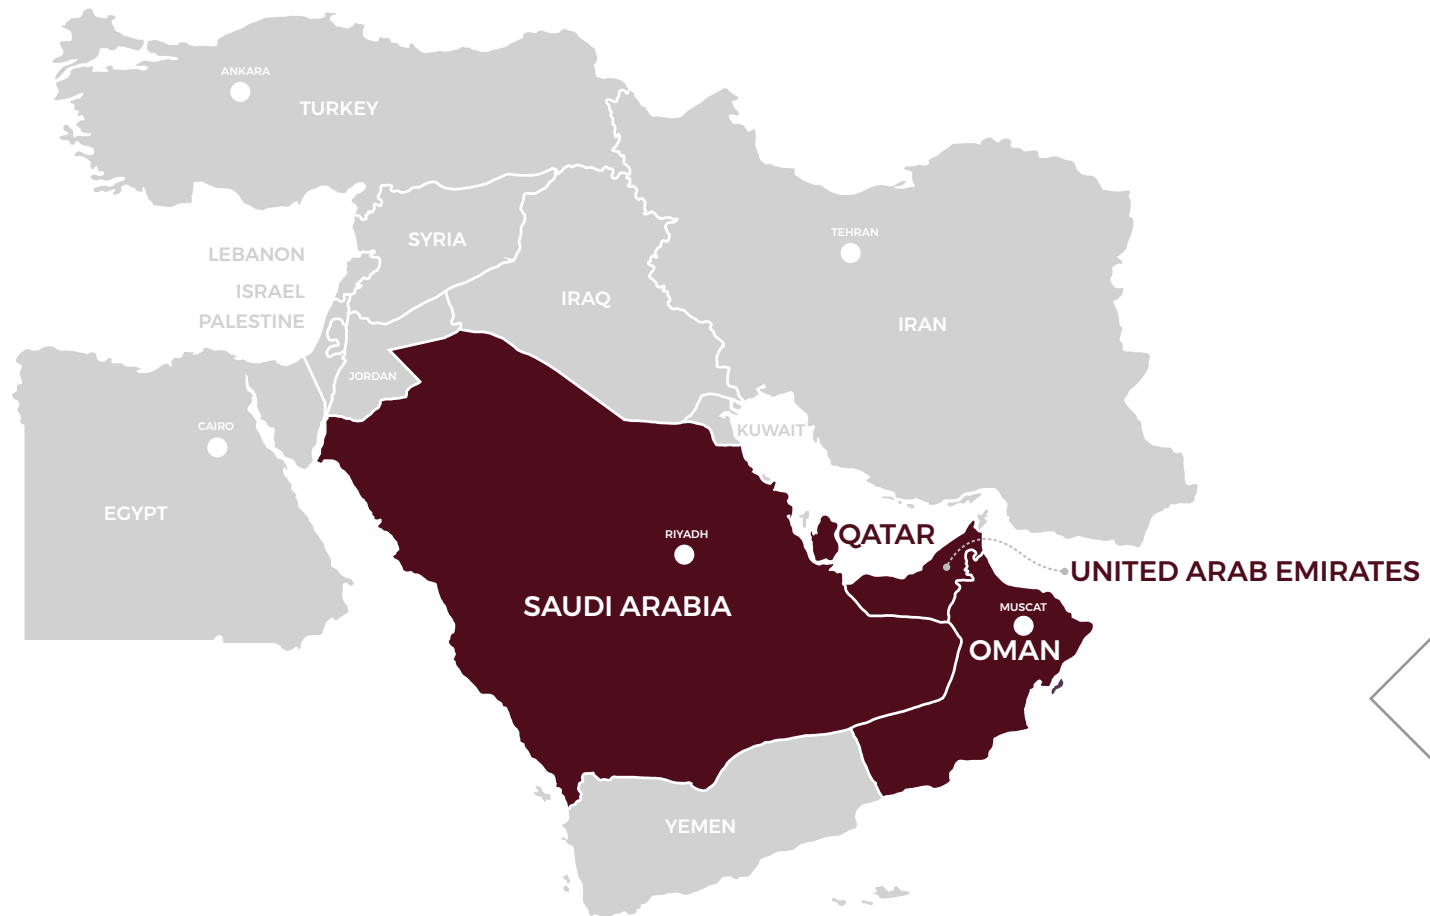 ANKARA
TURKEY
TEHRAN
SYRIA
LEBANON
ISRAEL
IRAQ
PALESTINE
IRAN
JORDAN
CAIRO
KUWAIT
EGYPT
RIYADH
QATAR
UNITED ARAB EMIRATES
SAUDI ARABIA
MUSCAT
OMAN
YEMEN